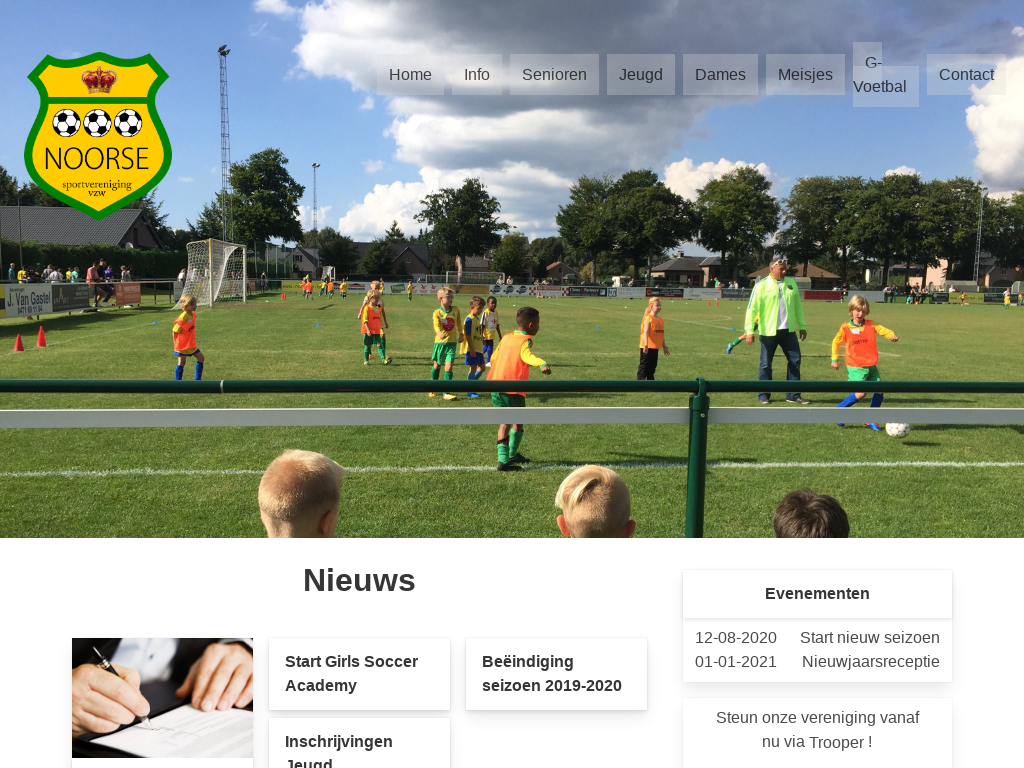 Home
Info
Senioren
Jeugd
Dames
Meisjes
G-
Voetbal
Contact
NOORSE
sportvereniging
vzw
J. Van Gastel
Nieuws
Evenementen
12-08-2020 Start nieuw seizoen
01-01-2021 Nieuwjaarsreceptie
Start Girls Soccer
Academy
Beëindiging
seizoen 2019-2020
Inschrijvingen
Jeugd
Steun onze vereniging vanaf
nu via Trooper !